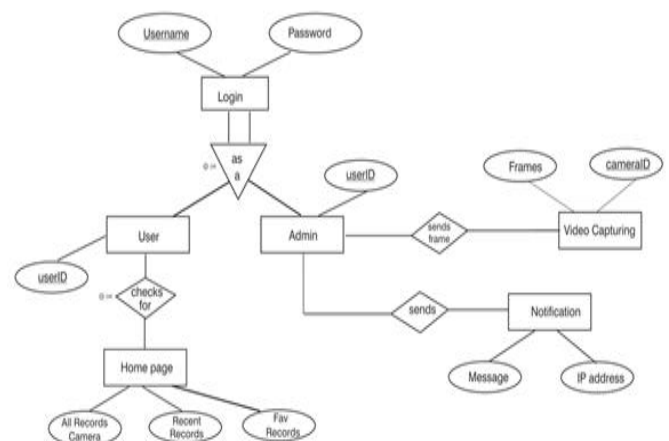 Username
Password
Login
as
a
userID
Frames
cameraID
User
Admin
sends
frame
Video Capturing
userID
checks
for
sends
Notification
Home page
Message
IP address
All Records
Camera
Recent
Records
Fav
Records